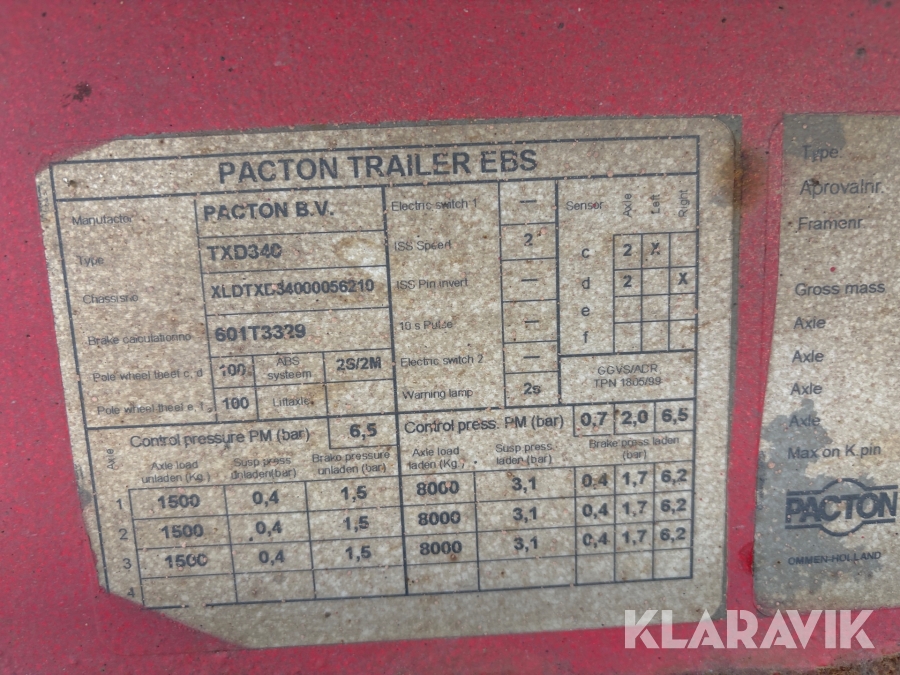 PACTON TRAILER EBS
Manufactor PACTON B.V. Electric switch 1 — Sensor Axle Left Right
Type TXD340 ISS Speed 2 c 2 X
Chassisno XLDTXD34000056210 ISS Pin invert — d 2 X
Brake calculationno 601T3329 10 s Pulse — e
f
Pole wheel theel c, d 100 ABS systeem 2S/2M Electric switch 2 — GGVS/ADR
TPN 1805/99
Pole wheel theel e, f 100 Liftaxle Warning lamp 2s
Control pressure PM (bar) 6,5 Control press. PM (bar) 0,7 2,0 6,5
Axle Axle load unladen (Kg.) Susp press unladen(bar) Brake pressure unladen (bar) Axle load laden (Kg.) Susp press laden (bar) Brake press laden (bar)
1 1500 0,4 1,5 8000 3,1 0,4 1,7 6,2
2 1500 0,4 1,5 8000 3,1 0,4 1,7 6,2
3 1500 0,4 1,5 8000 3,1 0,4 1,7 6,2
4
Type
Aprovalnr.
Framenr.
Gross mass
Axle
Axle
Axle
Axle
Max on K.pin
PACTON
OMMEN-HOLLAND
KLARAVIK